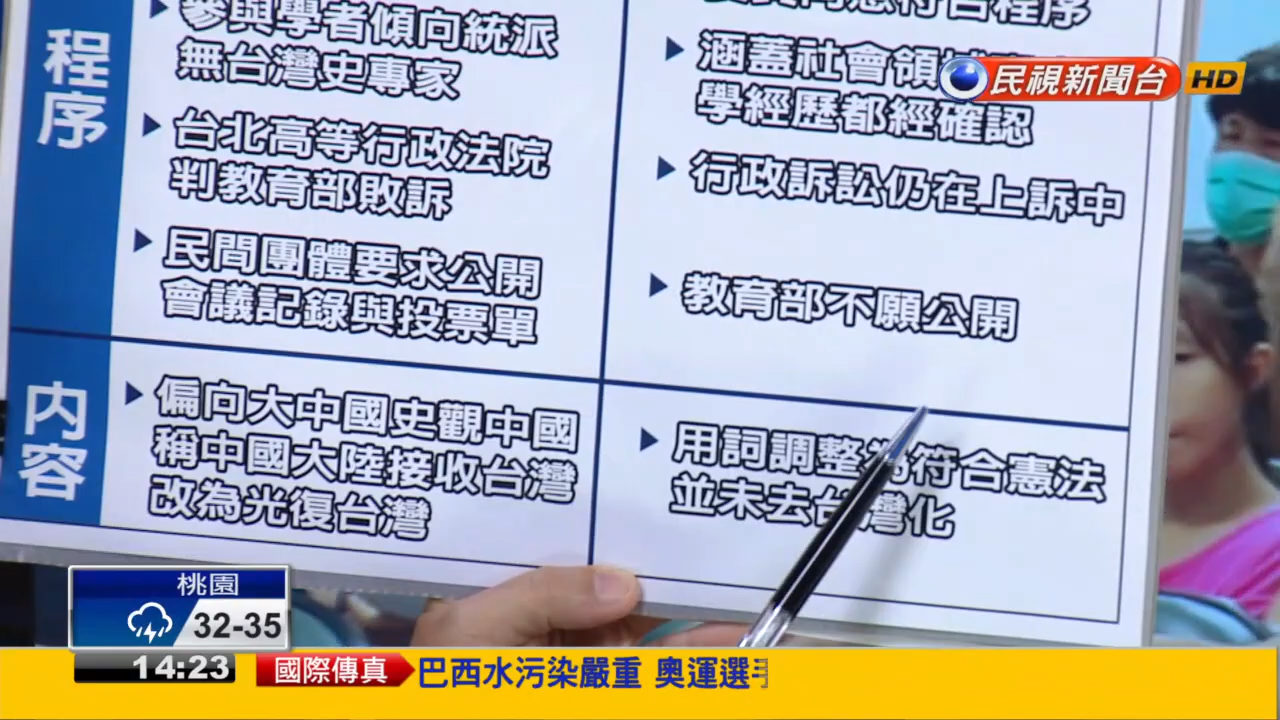 程序
參與學者傾向統派
無台灣史專家
台北高等行政法院
判教育部敗訴
民間團體要求公開
會議記錄與投票單
涵蓋社會領
學經歷都經確認
行政訴訟仍在上訴中
教育部不願公開
內容
偏向大中國史觀中國
稱中國大陸接收台灣
改為光復台灣
用詞調整為符合憲法
並未去台灣化
民視新聞台 HD
桃園
32-35
14:23
國際傳真
巴西水污染嚴重 奧運選